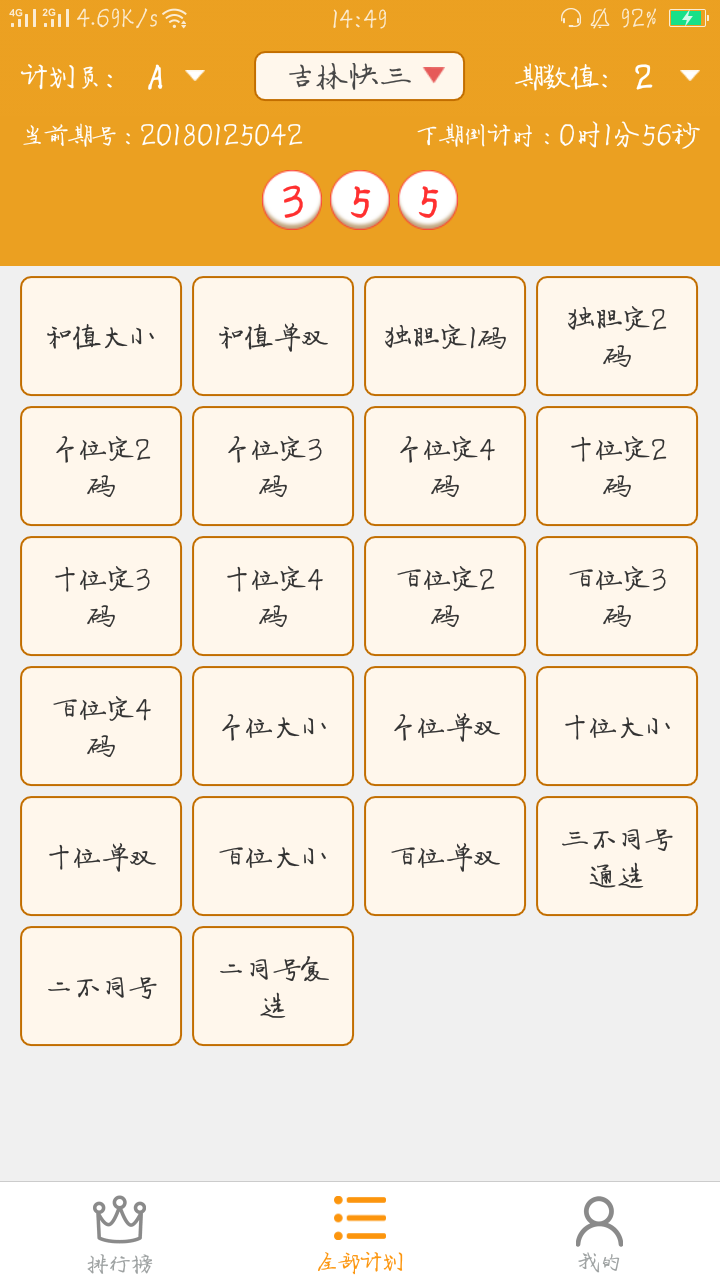 4G 2G 4.69K/s 14:49 92%
计划员： A 吉林快三 期数值： 2
当前期号：20180125042 下期倒计时：0时1分56秒
3 5 5
和值大小 和值单双 独胆定1码 独胆定2
码
个位定2 个位定3 个位定4 十位定2
码 码 码 码
十位定3 十位定4 百位定2 百位定3
码 码 码 码
百位定4 个位大小 个位单双 十位大小
码
十位单双 百位大小 百位单双 三不同号
通选
二不同号 二同号复
选
排行榜 全部计划 我的